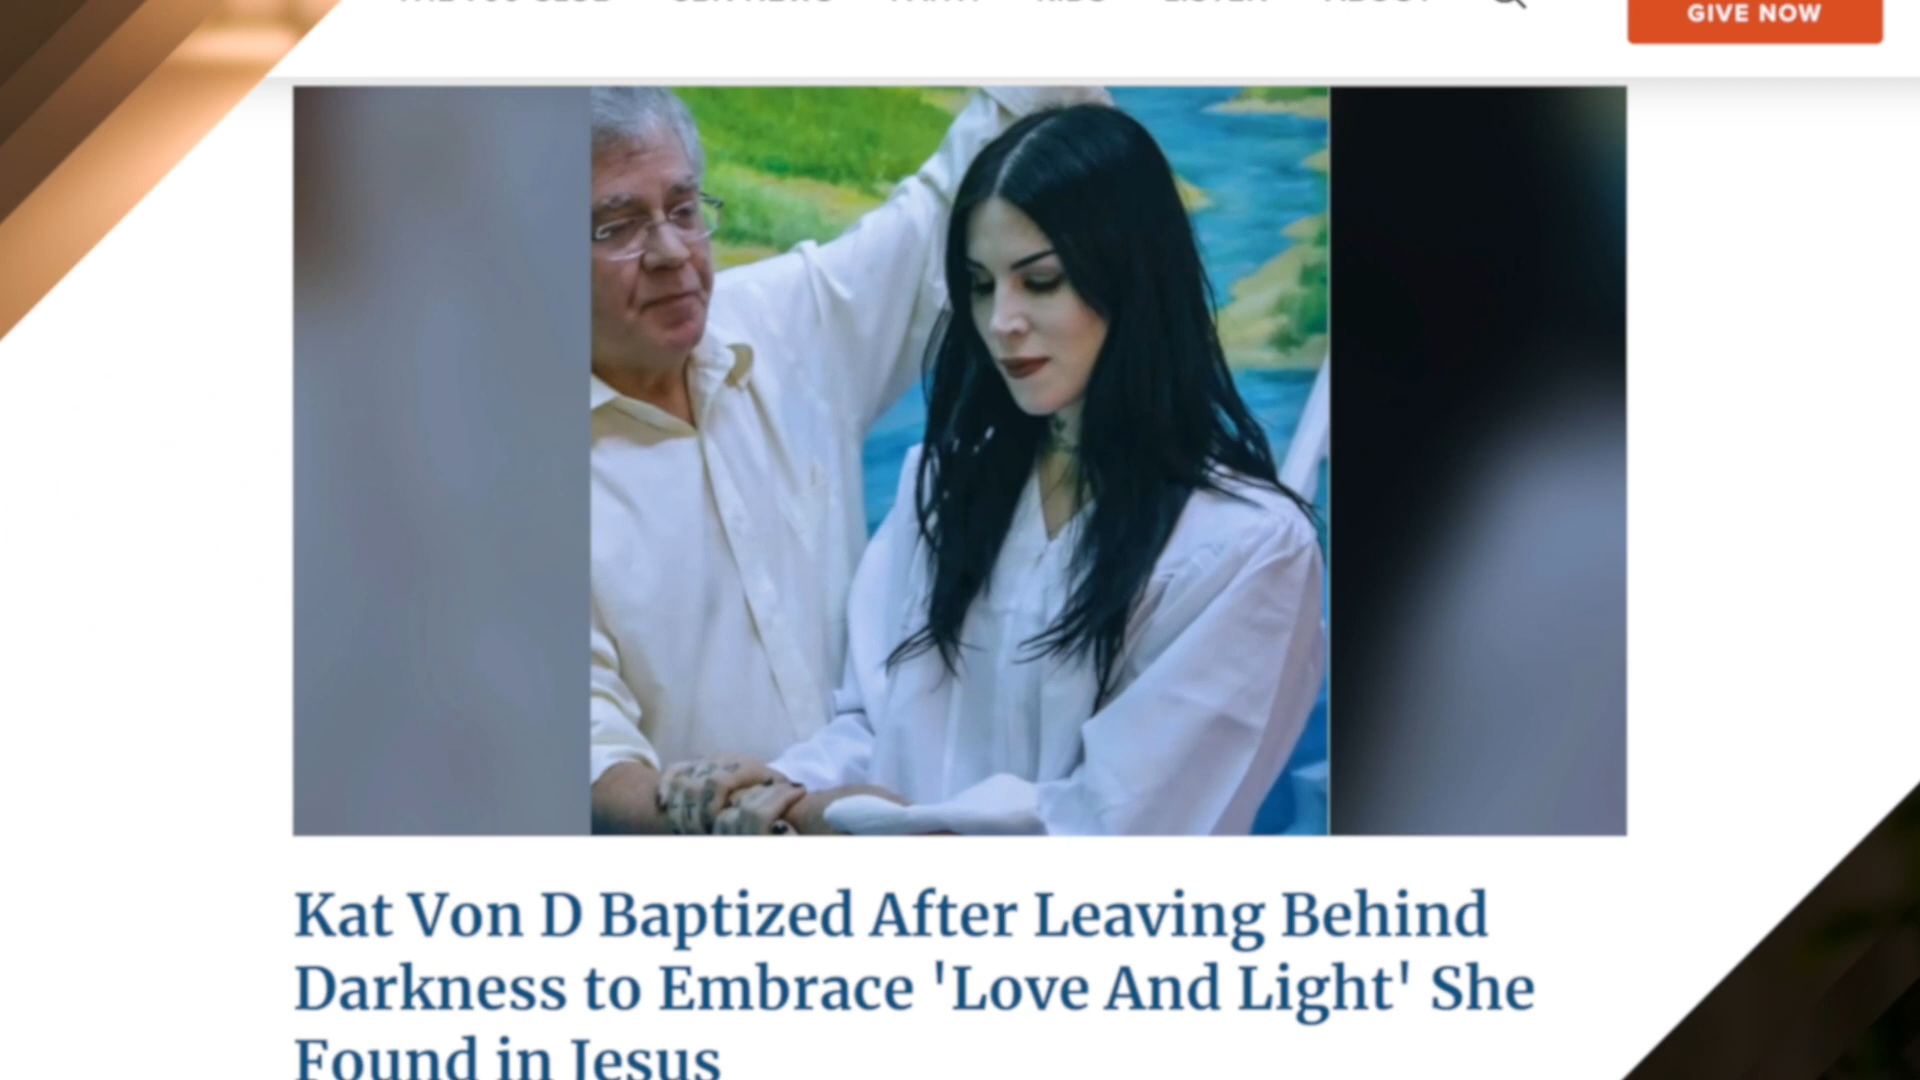 GIVE NOW
Kat Von D Baptized After Leaving Behind
Darkness to Embrace 'Love And Light' She
Found in Jesus